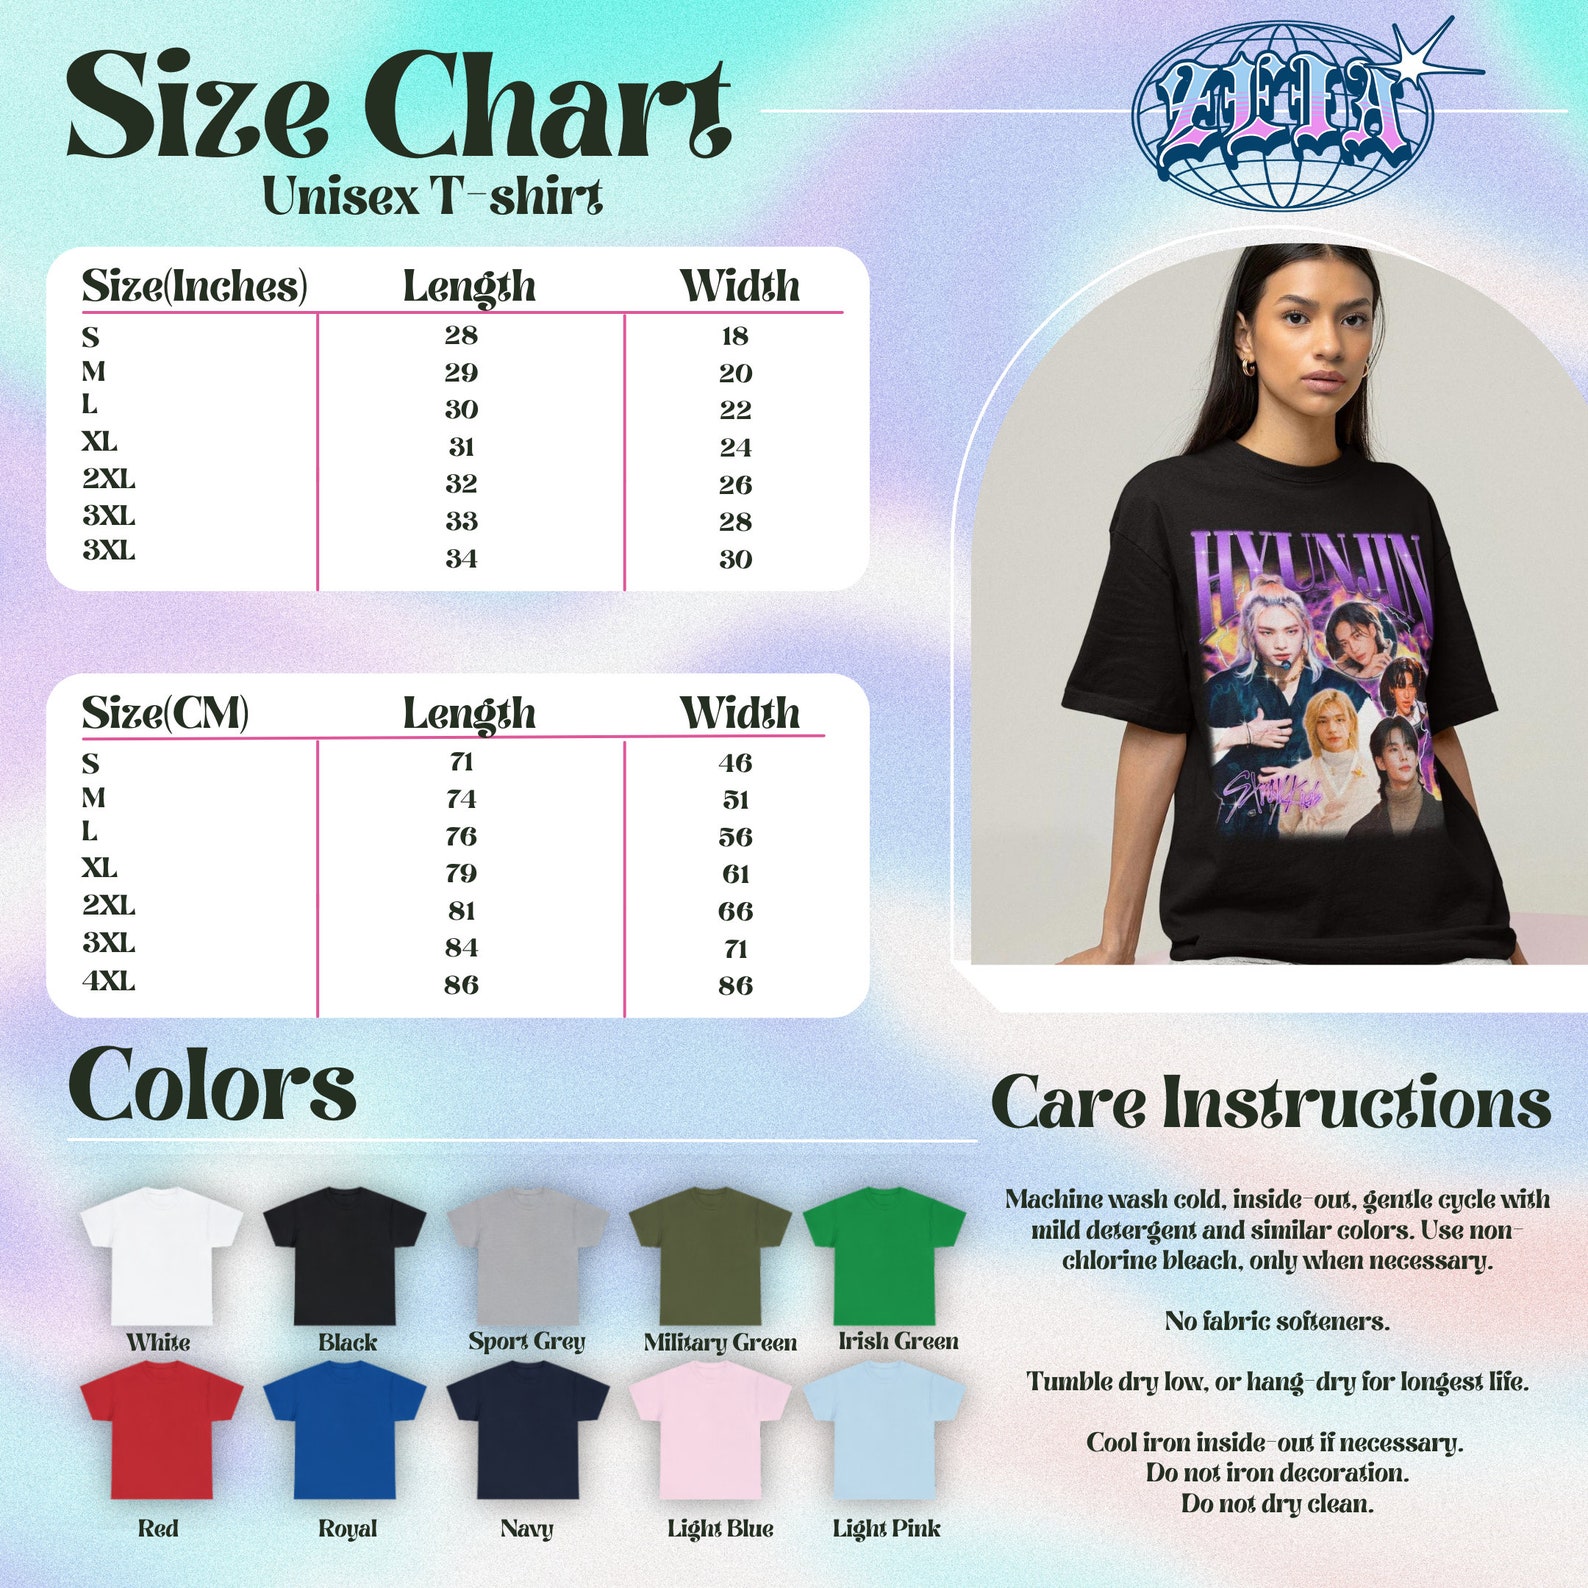 Size Chart
Unisex T-shirt
ZLIA
Size(Inches) Length Width
S 28 18
M 29 20
L 30 22
XL 31 24
2XL 32 26
3XL 33 28
3XL 34 30
HYUNJIN
StrayKids
Size(CM) Length Width
S 71 46
M 74 51
L 76 56
XL 79 61
2XL 81 66
3XL 84 71
4XL 86 86
Colors
White Black Sport Grey Military Green Irish Green
Red Royal Navy Light Blue Light Pink
Care Instructions
Machine wash cold, inside-out, gentle cycle with
mild detergent and similar colors. Use non-
chlorine bleach, only when necessary.
No fabric softeners.
Tumble dry low, or hang-dry for longest life.
Cool iron inside-out if necessary.
Do not iron decoration.
Do not dry clean.